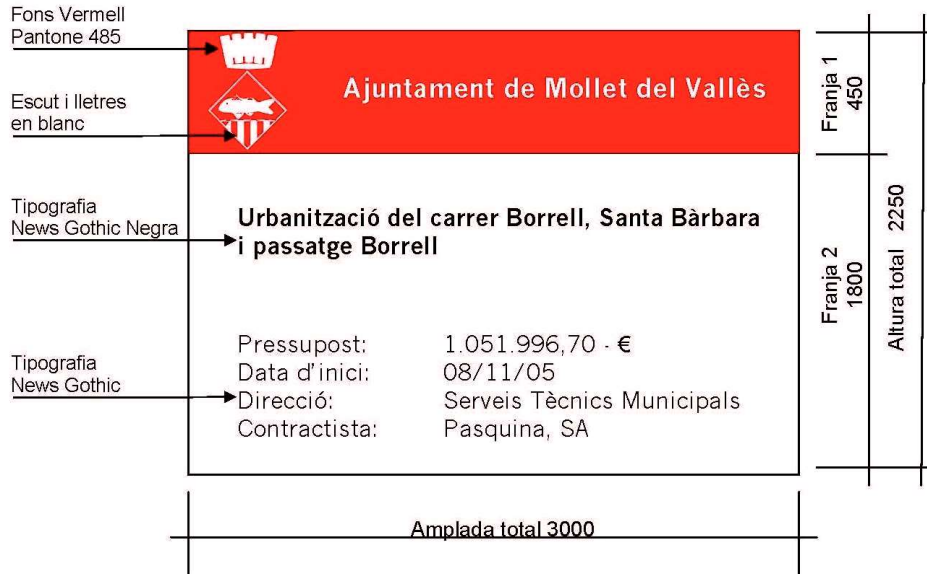 Fons Vermell
Pantone 485
Escut i lletres
en blanc
Tipografia
News Gothic Negra
Tipografia
News Gothic
Ajuntament de Mollet del Vallès
Urbanització del carrer Borrell, Santa Bàrbara
i passatge Borrell
Pressupost: 1.051.996,70 - €
Data d'inici: 08/11/05
Direcció: Serveis Tècnics Municipals
Contractista: Pasquina, SA
Franja 1
450
Franja 2
1800
Altura total 2250
Amplada total 3000